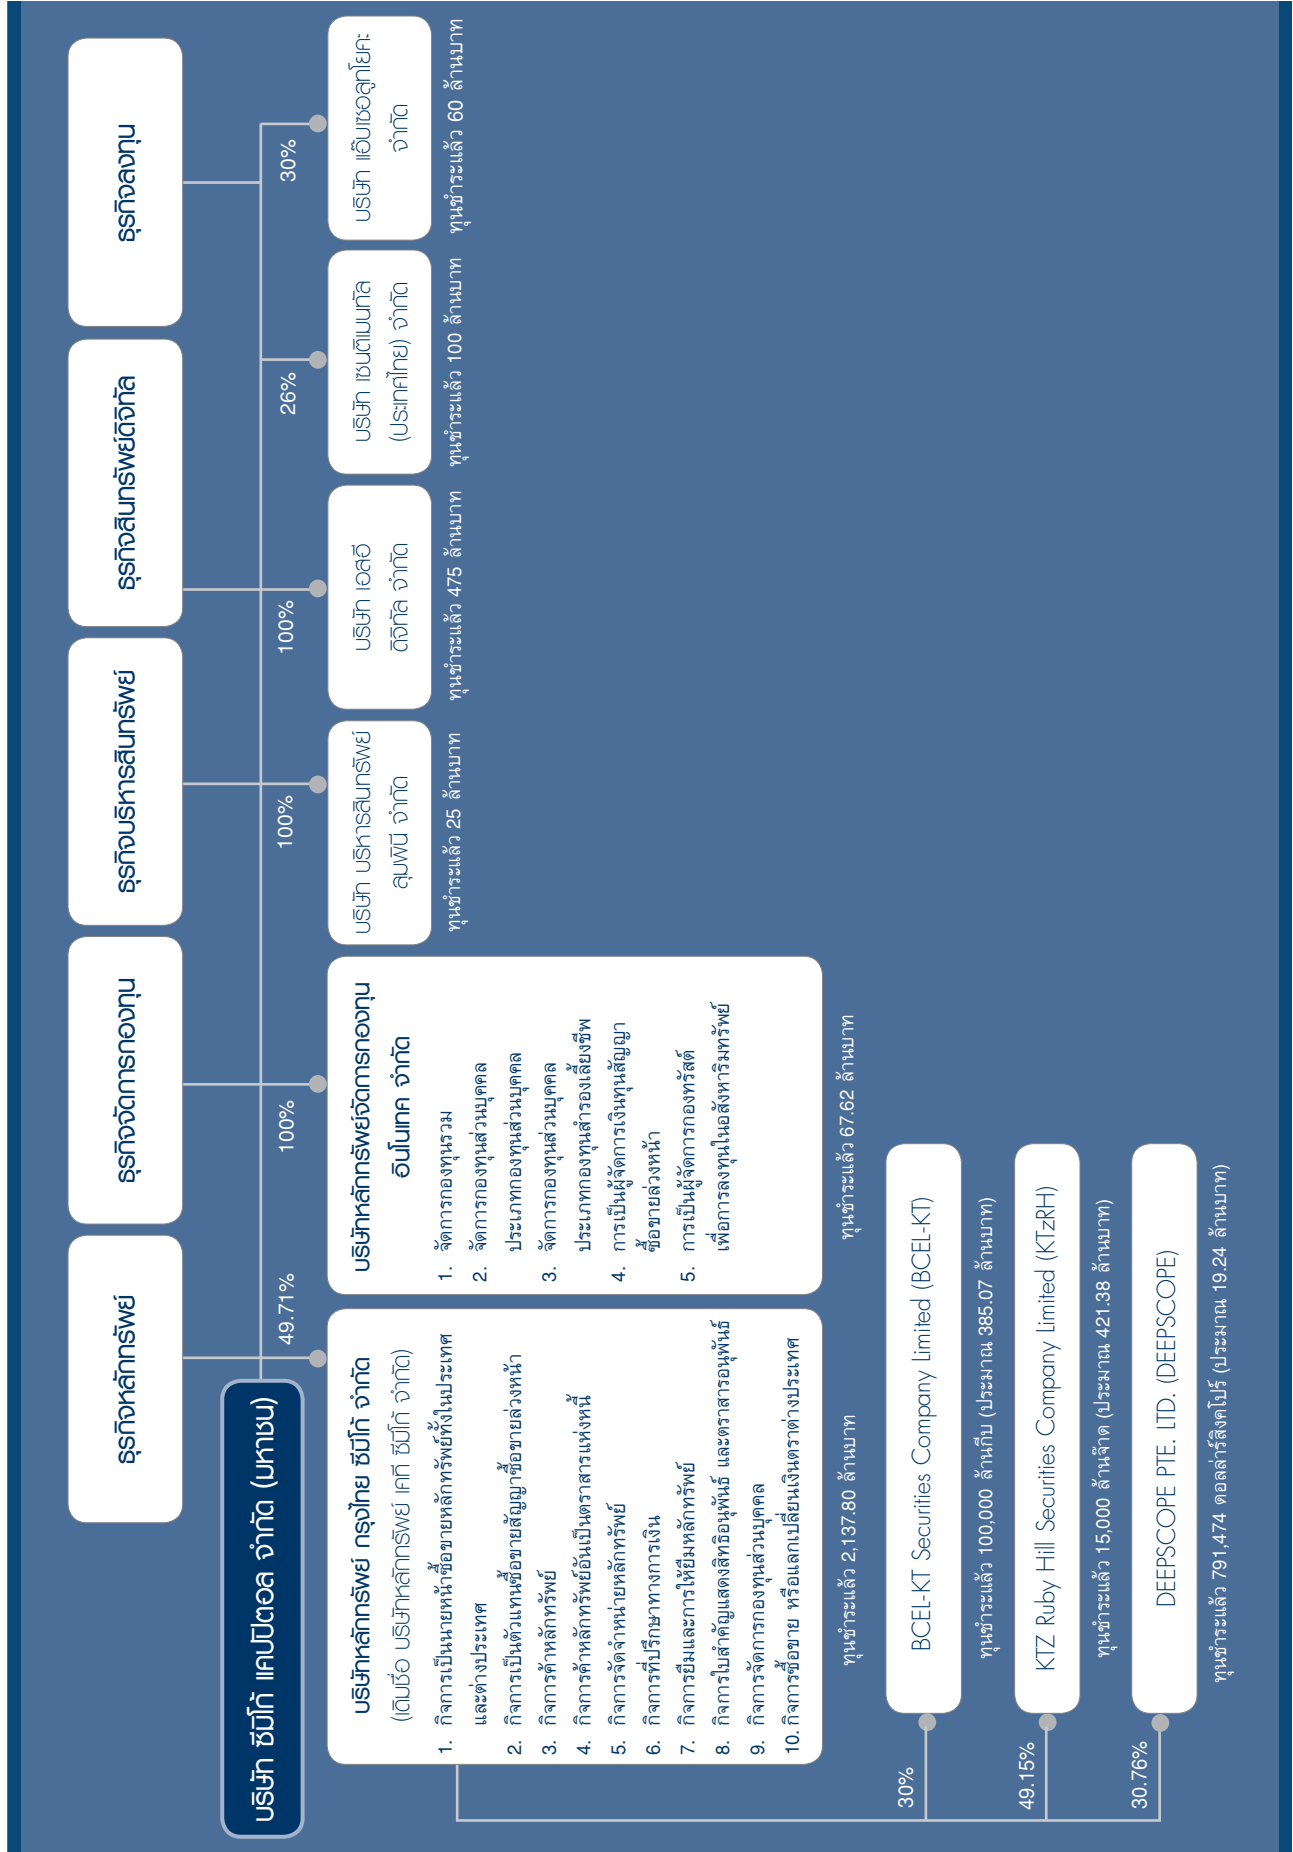 บริษัท ซีมิโก้ แคปปิตอล จำกัด (มหาชน)
ธุรกิจหลักทรัพย์
ธุรกิจจัดการกองทุน
ธุรกิจบริหารสินทรัพย์
ธุรกิจสินทรัพย์ดิจิทัล
ธุรกิจลงทุน
49.71%
100%
100%
100%
26%
30%
บริษัทหลักทรัพย์ กรุงไทย ซีมิโก้ จำกัด
(เดิมชื่อ บริษัทหลักทรัพย์ เคที ซีมิโก้ จำกัด)
1. กิจการเป็นนายหน้าซื้อขายหลักทรัพย์ทั้งในประเทศ
และต่างประเทศ
2. กิจการเป็นตัวแทนซื้อขายสัญญาซื้อขายล่วงหน้า
3. กิจการค้าหลักทรัพย์
4. กิจการค้าหลักทรัพย์อันเป็นตราสารแห่งหนี้
5. กิจการจัดจำหน่ายหลักทรัพย์
6. กิจการที่ปรึกษาทางการเงิน
7. กิจการยืมและการให้ยืมหลักทรัพย์
8. กิจการใบสำคัญแสดงสิทธิอนุพันธ์ และตราสารอนุพันธ์
9. กิจการจัดการกองทุนส่วนบุคคล
10. กิจการซื้อขาย หรือแลกเปลี่ยนเงินตราต่างประเทศ
ทุนชำระแล้ว 2,137.80 ล้านบาท
บริษัทหลักทรัพย์จัดการกองทุน
อินโนเทค จำกัด
1. จัดการกองทุนรวม
2. จัดการกองทุนส่วนบุคคล
ประเภทกองทุนส่วนบุคคล
3. จัดการกองทุนส่วนบุคคล
ประเภทกองทุนสำรองเลี้ยงชีพ
4. การเป็นผู้จัดการเงินทุนสัญญา
ซื้อขายล่วงหน้า
5. การเป็นผู้จัดการกองทรัสต์
เพื่อการลงทุนในอสังหาริมทรัพย์
ทุนชำระแล้ว 67.62 ล้านบาท
บริษัท บริหารสินทรัพย์
ลุมพินี จำกัด
ทุนชำระแล้ว 25 ล้านบาท
บริษัท เอสอี
ดิจิทัล จำกัด
ทุนชำระแล้ว 475 ล้านบาท
บริษัท เซนติเมนทัล
(ประเทศไทย) จำกัด
ทุนชำระแล้ว 100 ล้านบาท
บริษัท แอ๊บเซอลูทโยคะ
จำกัด
ทุนชำระแล้ว 60 ล้านบาท
30%
BCEL-KT Securities Company Limited (BCEL-KT)
ทุนชำระแล้ว 100,000 ล้านกีบ (ประมาณ 385.07 ล้านบาท)
49.15%
KTZ Ruby Hill Securities Company Limited (KTzRH)
ทุนชำระแล้ว 15,000 ล้านจ๊าด (ประมาณ 421.38 ล้านบาท)
30.76%
DEEPSCOPE PTE. LTD. (DEEPSCOPE)
ทุนชำระแล้ว 791,474 ดอลล่าร์สิงคโปร์ (ประมาณ 19.24 ล้านบาท)